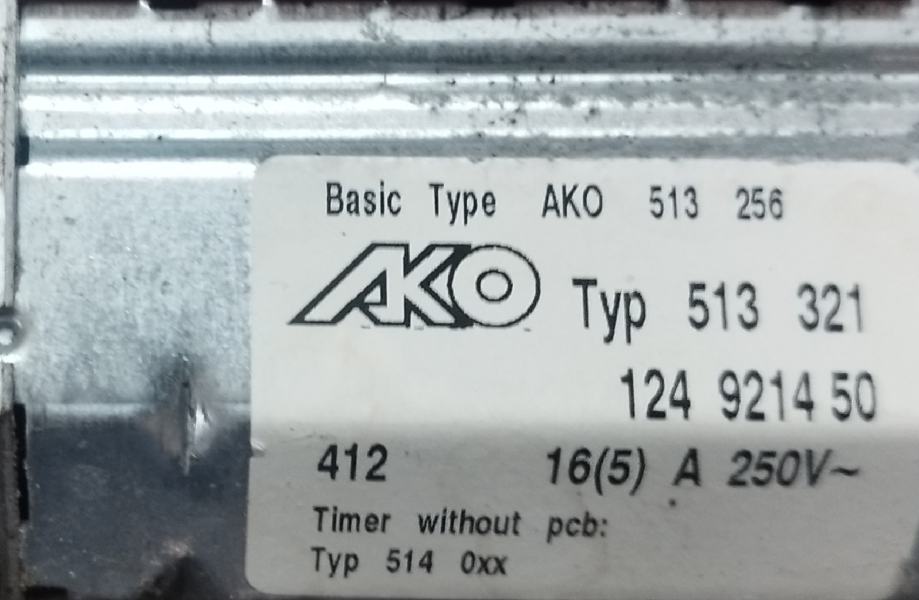 Basic Type AKO 513 256
AKO Typ 513 321
124 9214 50
412 16(5) A 250V~
Timer without pcb:
Typ 514 0xx